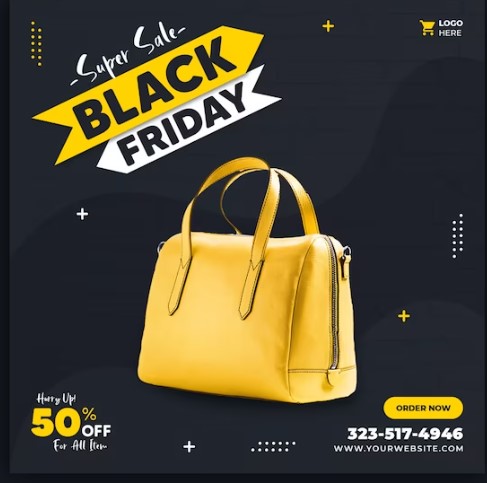 -Super Sale-
BLACK
FRIDAY
LOGO
HERE
Hurry Up!
50% OFF
For All Item
ORDER NOW
323-517-4946
WWW.YOURWEBSITE.COM